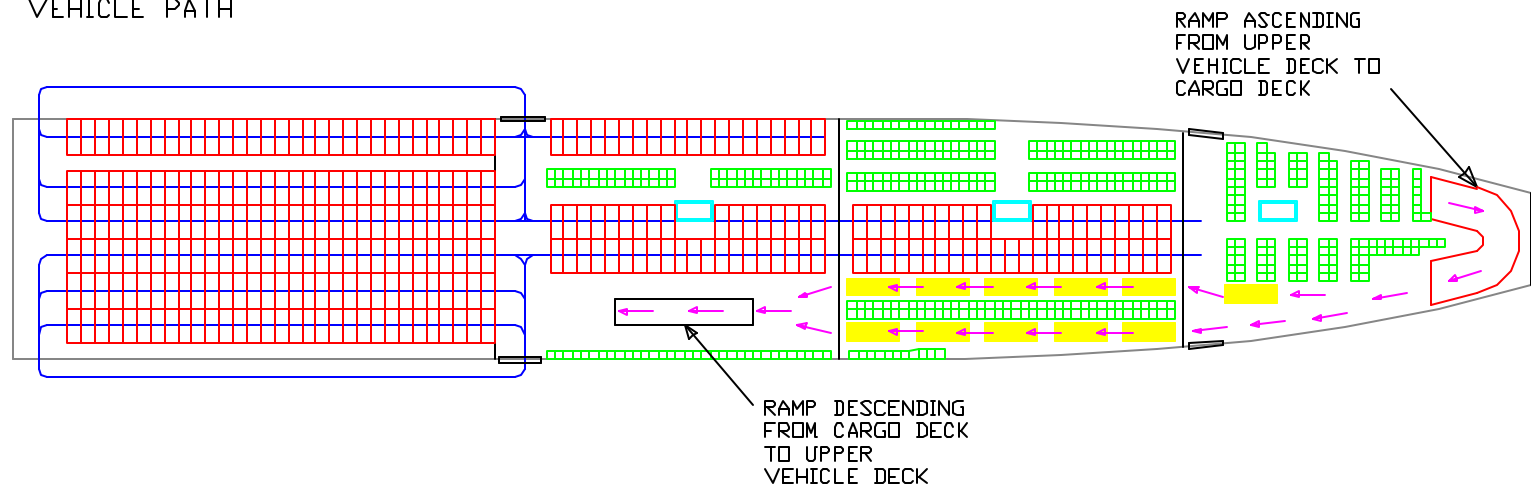 VEHICLE PATH
RAMP ASCENDING
FROM UPPER
VEHICLE DECK TO
CARGO DECK
RAMP DESCENDING
FROM CARGO DECK
TO UPPER
VEHICLE DECK